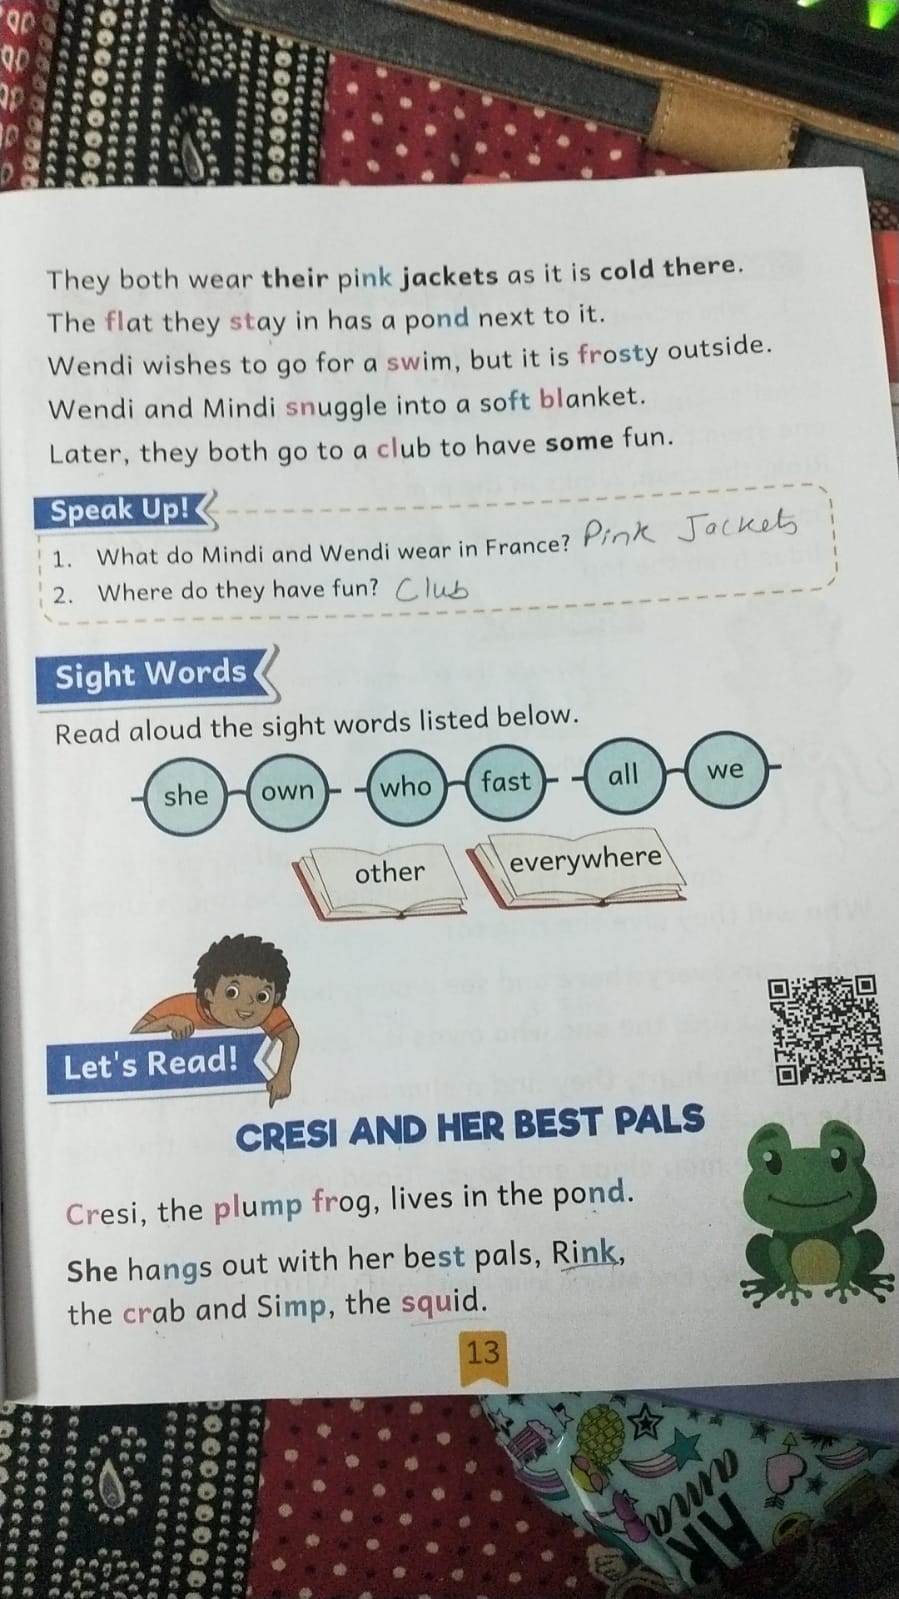 They both wear their pink jackets as it is cold there.
The flat they stay in has a pond next to it.
Wendi wishes to go for a swim, but it is frosty outside.
Wendi and Mindi snuggle into a soft blanket.
Later, they both go to a club to have some fun.
Speak Up!
1. What do Mindi and Wendi wear in France? Pink Jackets
2. Where do they have fun? Club
Sight Words
Read aloud the sight words listed below.
she own who fast all we
other everywhere
Let's Read!
CRESI AND HER BEST PALS
Cresi, the plump frog, lives in the pond.
She hangs out with her best pals, Rink,
the crab and Simp, the squid.
13